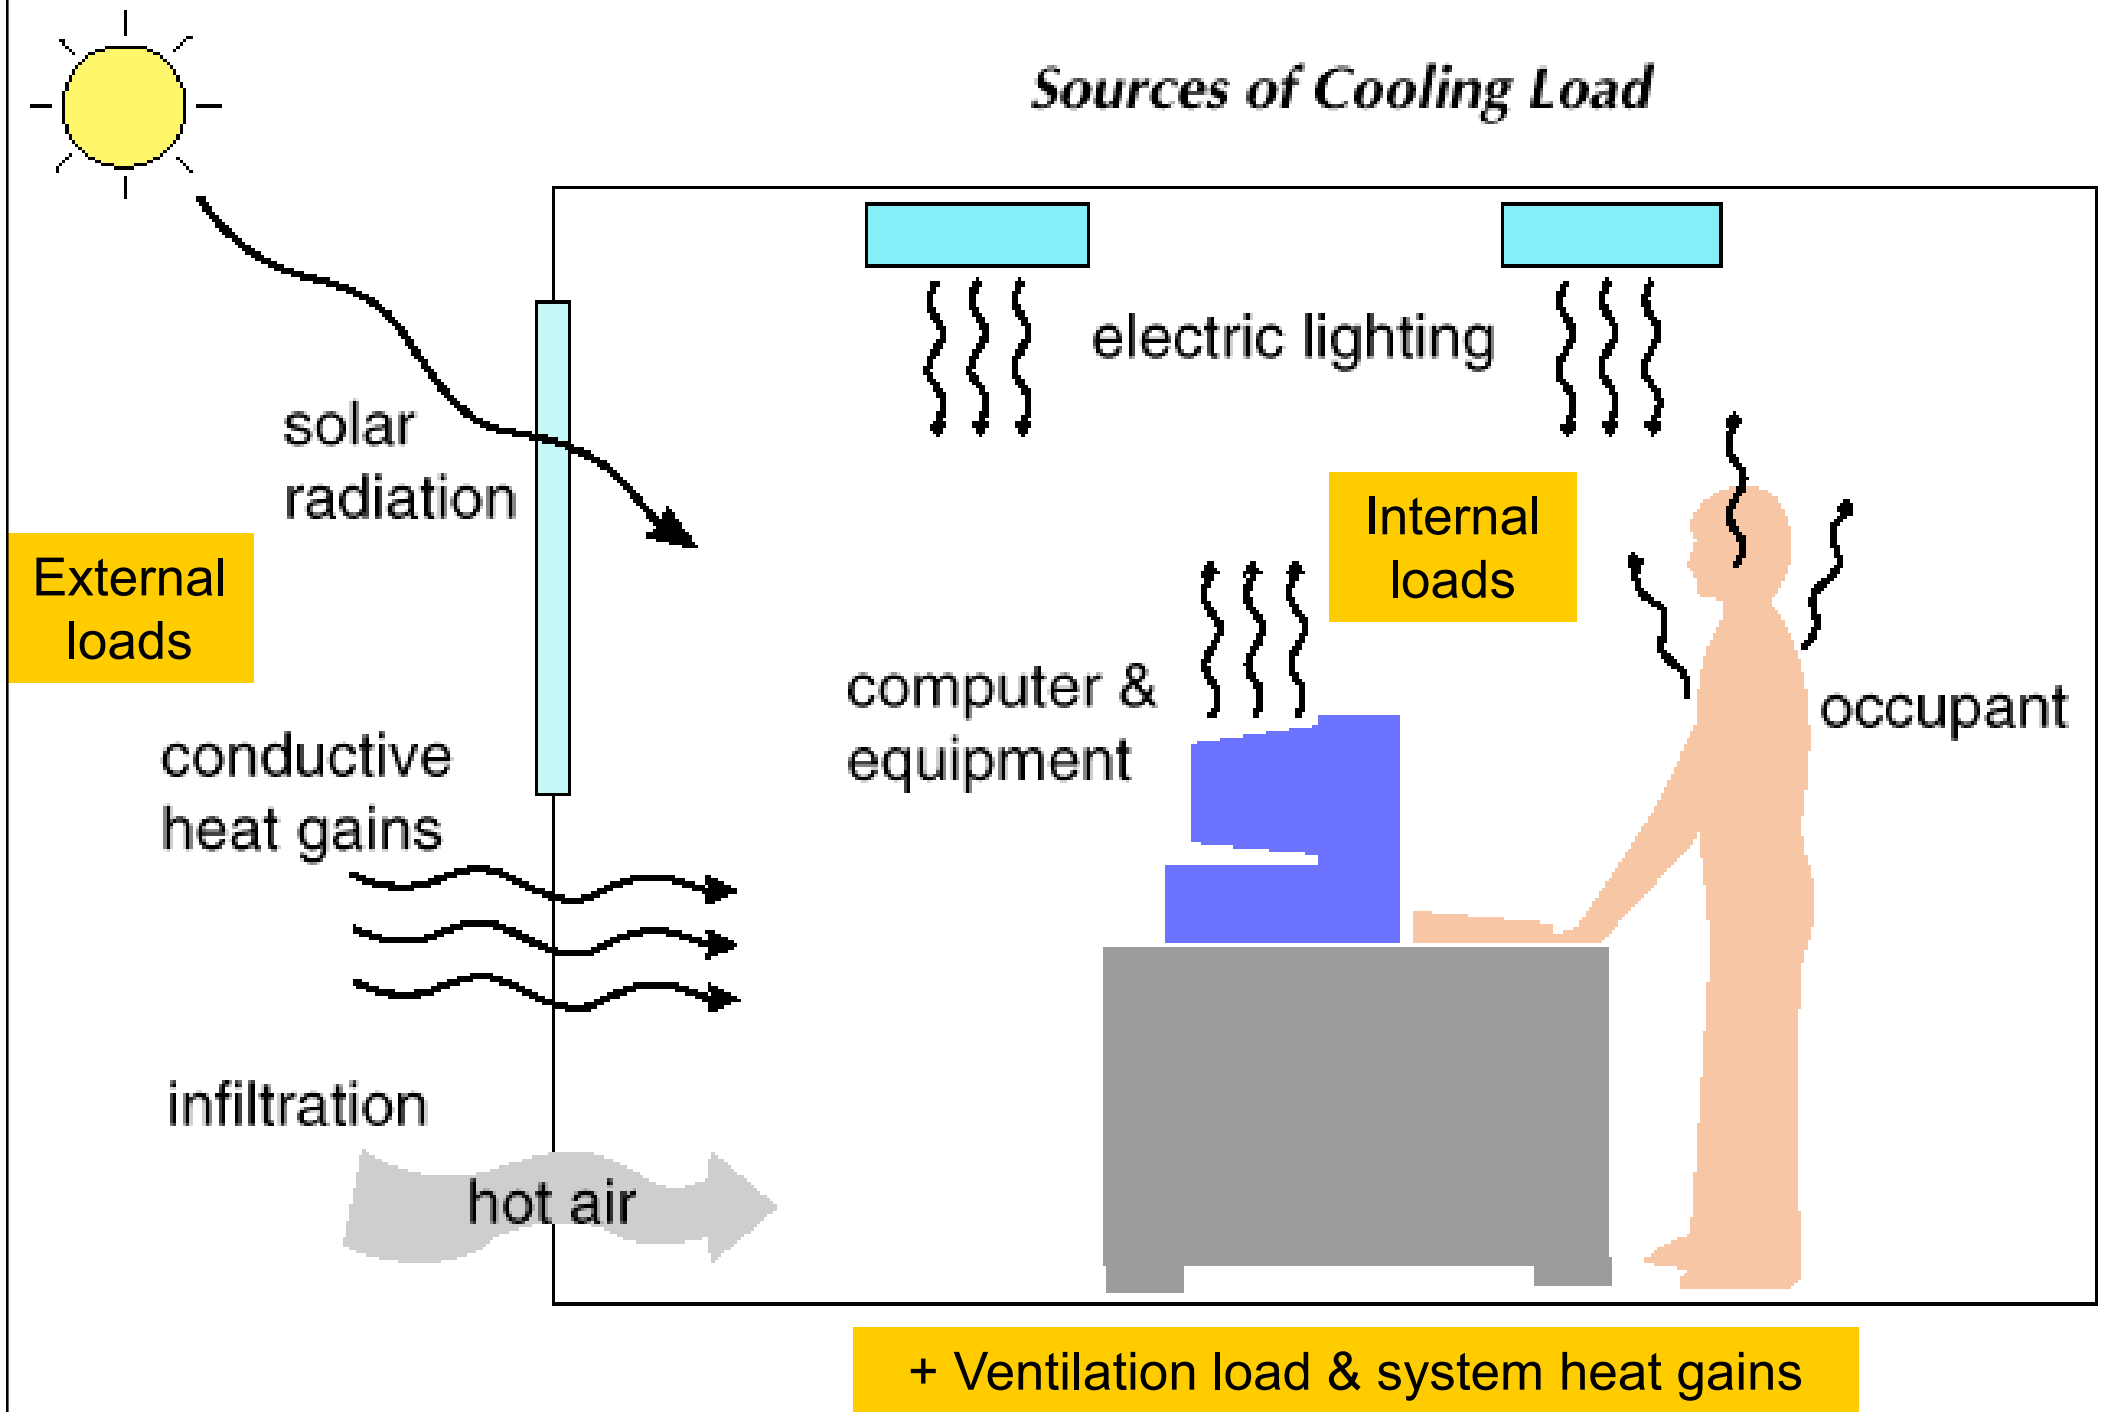 Sources of Cooling Load
electric lighting
solar
radiation
External
loads
Internal
loads
computer &
equipment
occupant
conductive
heat gains
infiltration
hot air
+ Ventilation load & system heat gains